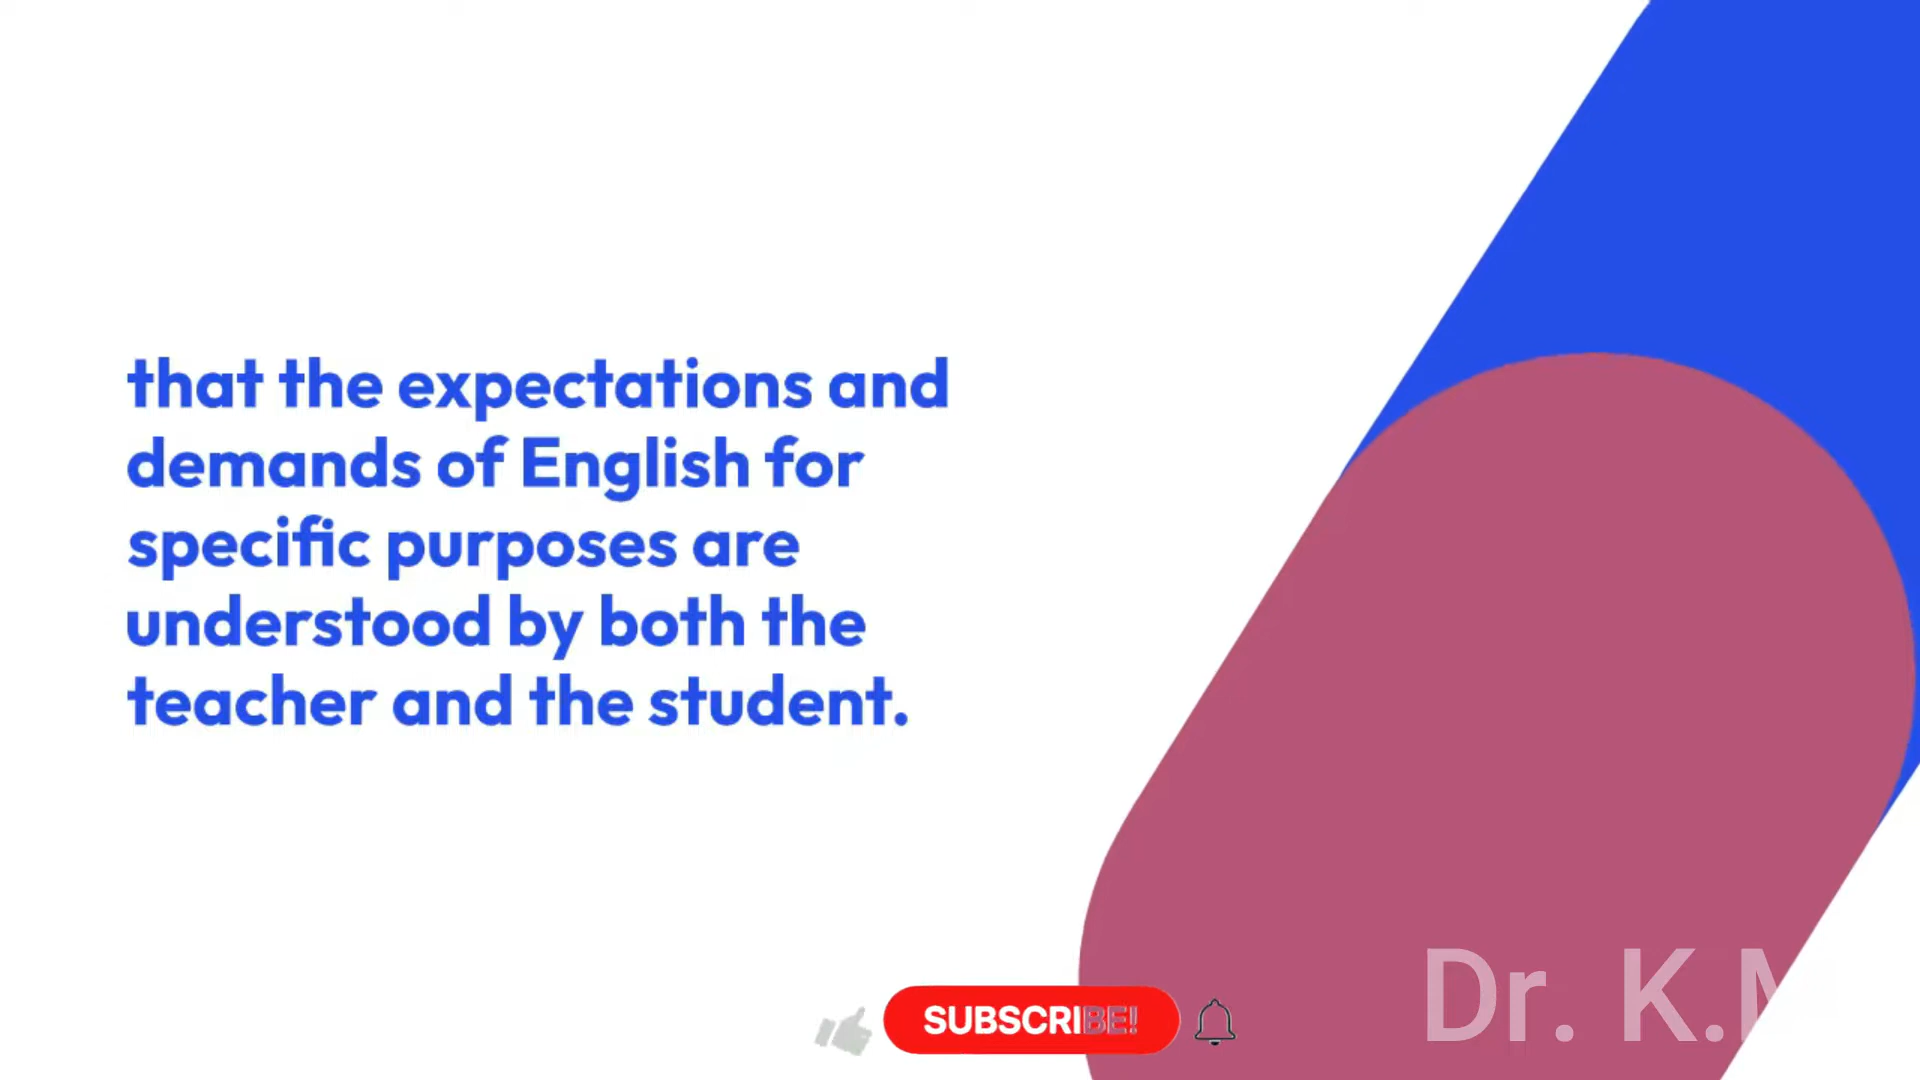 that the expectations and
demands of English for
specific purposes are
understood by both the
teacher and the student.
SUBSCRIBE!
Dr. K.M